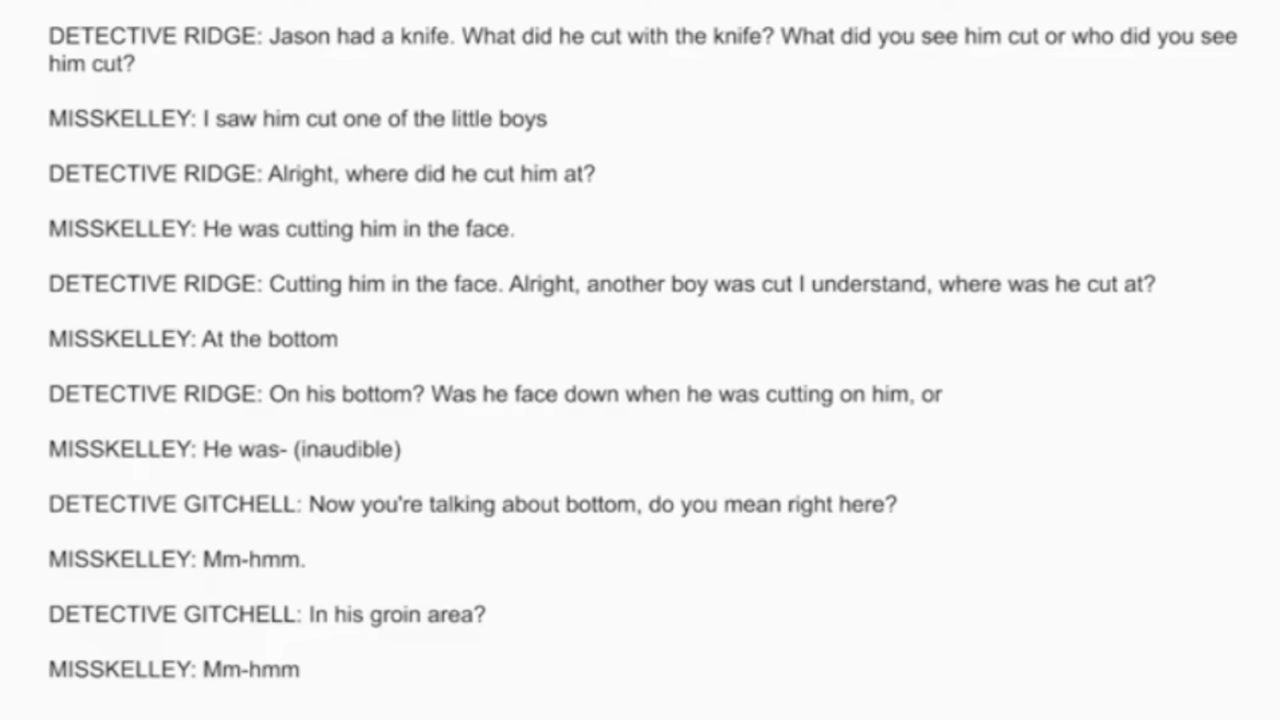 DETECTIVE RIDGE: Jason had a knife. What did he cut with the knife? What did you see him cut or who did you see
him cut?
MISSKELLEY: I saw him cut one of the little boys
DETECTIVE RIDGE: Alright, where did he cut him at?
MISSKELLEY: He was cutting him in the face.
DETECTIVE RIDGE: Cutting him in the face. Alright, another boy was cut I understand, where was he cut at?
MISSKELLEY: At the bottom
DETECTIVE RIDGE: On his bottom? Was he face down when he was cutting on him, or
MISSKELLEY: He was- (inaudible)
DETECTIVE GITCHELL: Now you're talking about bottom, do you mean right here?
MISSKELLEY: Mm-hmm.
DETECTIVE GITCHELL: In his groin area?
MISSKELLEY: Mm-hmm